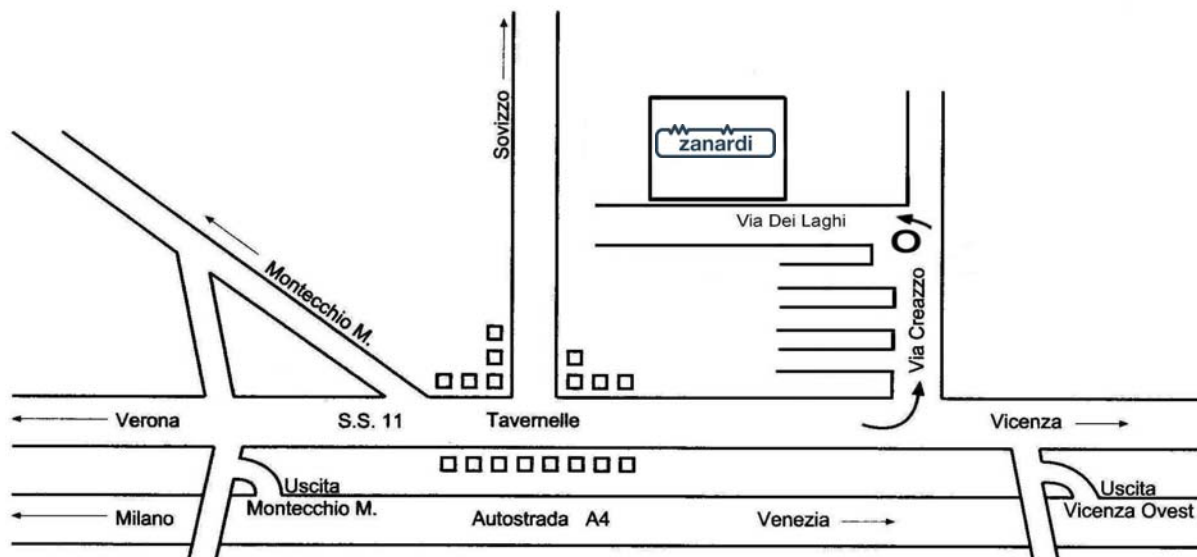 Sovizzo
zanardi
Via Dei Laghi
Montecchio M.
Via Creazzo
Verona
S.S. 11
Tavernelle
Vicenza
Uscita
Montecchio M.
Uscita
Vicenza Ovest
Milano
Autostrada A4
Venezia